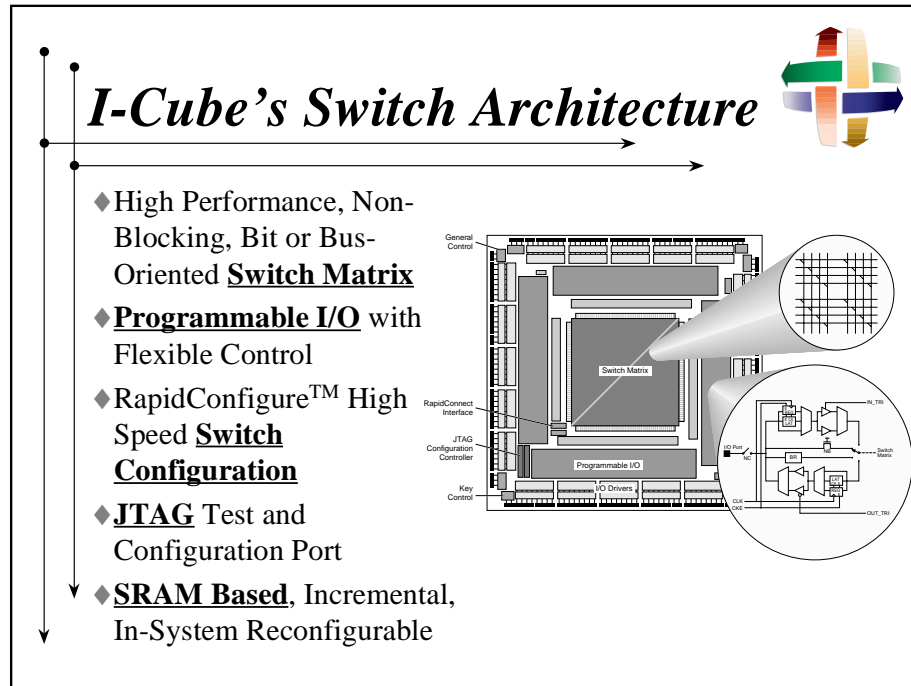 I-Cube's Switch Architecture
♦High Performance, Non-
Blocking, Bit or Bus-
Oriented Switch Matrix
♦Programmable I/O with
Flexible Control
♦RapidConfigure™ High
Speed Switch
Configuration
♦JTAG Test and
Configuration Port
♦SRAM Based, Incremental,
In-System Reconfigurable
General
Control
Switch Matrix
RapidConnect
Interface
JTAG
Configuration
Controller
Programmable I/O
Key
Control
I/O Drivers
IN_TRI
I/O Port
NC
BR
NB
Switch
Matrix
LAT
CLK
CKE
OUT_TRI